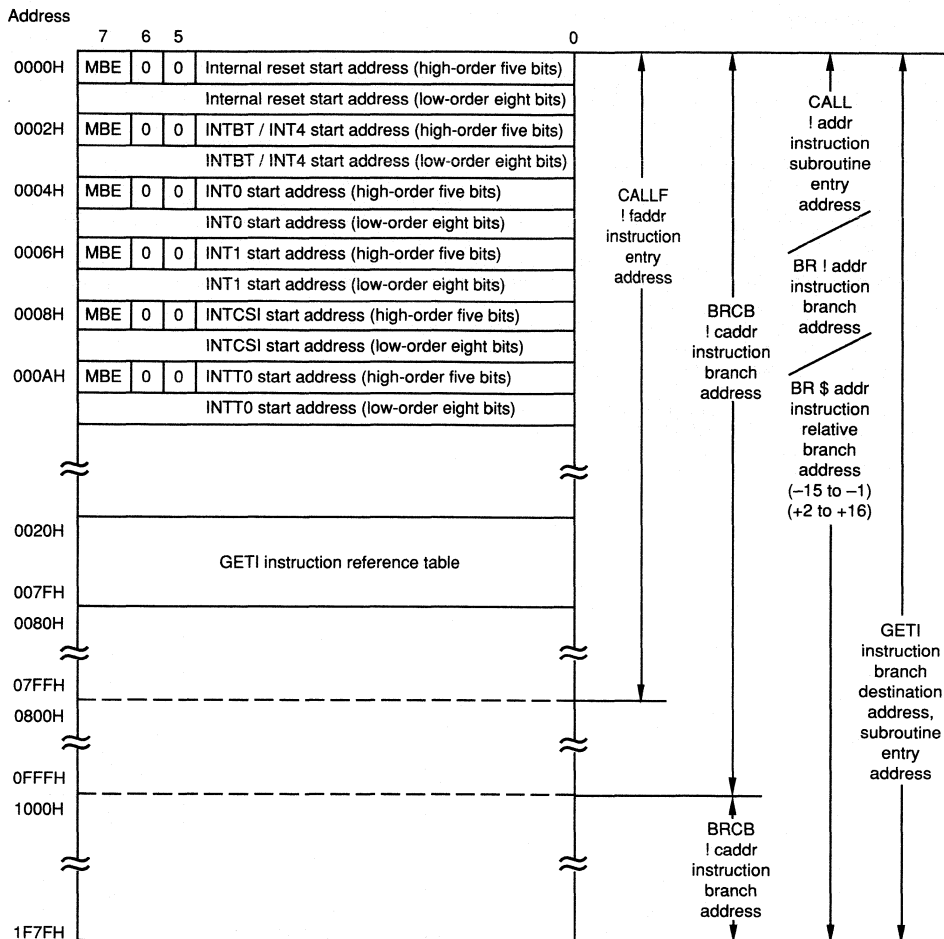 Address
7 6 5 0
0000H MBE 0 0 Internal reset start address (high-order five bits)
Internal reset start address (low-order eight bits)
0002H MBE 0 0 INTBT / INT4 start address (high-order five bits)
INTBT / INT4 start address (low-order eight bits)
0004H MBE 0 0 INT0 start address (high-order five bits)
INT0 start address (low-order eight bits)
0006H MBE 0 0 INT1 start address (high-order five bits)
INT1 start address (low-order eight bits)
0008H MBE 0 0 INTCSI start address (high-order five bits)
INTCSI start address (low-order eight bits)
000AH MBE 0 0 INTT0 start address (high-order five bits)
INTT0 start address (low-order eight bits)
0020H
GETI instruction reference table
007FH
0080H
07FFH
0800H
0FFFH
1000H
1F7FH
CALLF
! faddr
instruction
entry
address
BRCB
! caddr
instruction
branch
address
BRCB
! caddr
instruction
branch
address
CALL
! addr
instruction
subroutine
entry
address
BR ! addr
instruction
branch
address
BR $ addr
instruction
relative
branch
address
(–15 to –1)
(+2 to +16)
GETI
instruction
branch
destination
address,
subroutine
entry
address